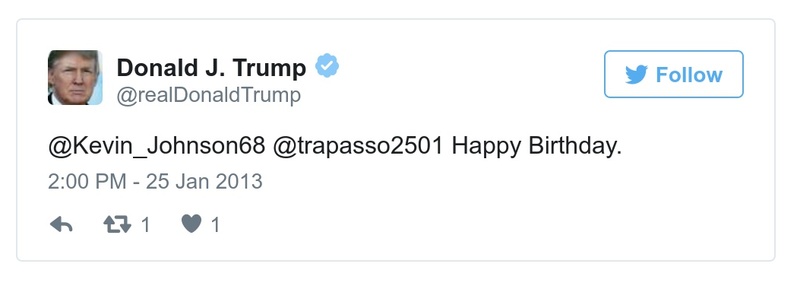 Donald J. Trump
@realDonaldTrump
Follow
@Kevin_Johnson68 @trapasso2501 Happy Birthday.
2:00 PM - 25 Jan 2013
1 1